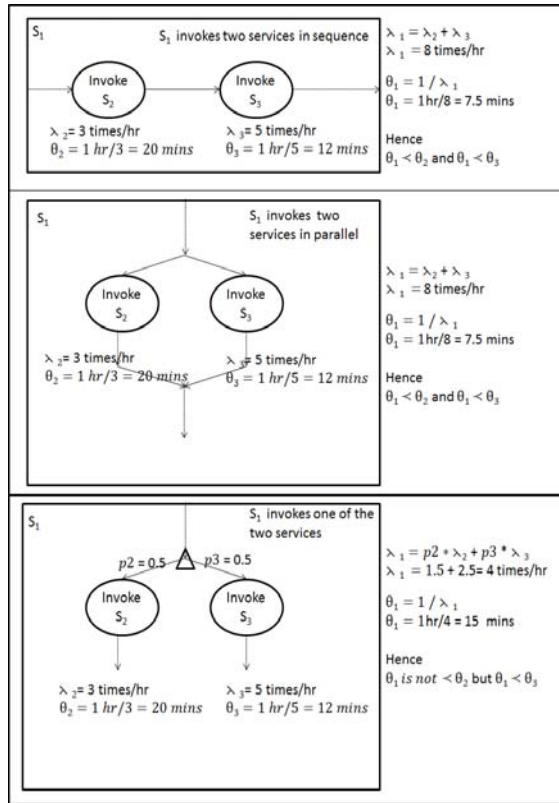 S₁
S₁ invokes two services in sequence
Invoke
S₂
Invoke
S₃
λ₂= 3 times/hr
θ₂ = 1 hr/3 = 20 mins
λ₃= 5 times/hr
θ₃ = 1 hr/5 = 12 mins
λ₁ = λ₂ + λ₃
λ₁ = 8 times/hr
θ₁ = 1 / λ₁
θ₁ = 1hr/8 = 7.5 mins
Hence
θ₁ < θ₂ and θ₁ < θ₃
S₁
S₁ invokes two
services in parallel
Invoke
S₂
Invoke
S₃
λ₂= 3 times/hr
θ₂ = 1 hr/3 = 20 mins
λ₃= 5 times/hr
θ₃ = 1 hr/5 = 12 mins
λ₁ = λ₂ + λ₃
λ₁ = 8 times/hr
θ₁ = 1 / λ₁
θ₁ = 1hr/8 = 7.5 mins
Hence
θ₁ < θ₂ and θ₁ < θ₃
S₁
S₁ invokes one of the
two services
p2 = 0.5
p3 = 0.5
Invoke
S₂
Invoke
S₃
λ₂= 3 times/hr
θ₂ = 1 hr/3 = 20 mins
λ₃= 5 times/hr
θ₃ = 1 hr/5 = 12 mins
λ₁ = p2 * λ₂ + p3 * λ₃
λ₁ = 1.5 + 2.5= 4 times/hr
θ₁ = 1 / λ₁
θ₁ = 1hr/4 = 15 mins
Hence
θ₁ is not < θ₂ but θ₁ < θ₃